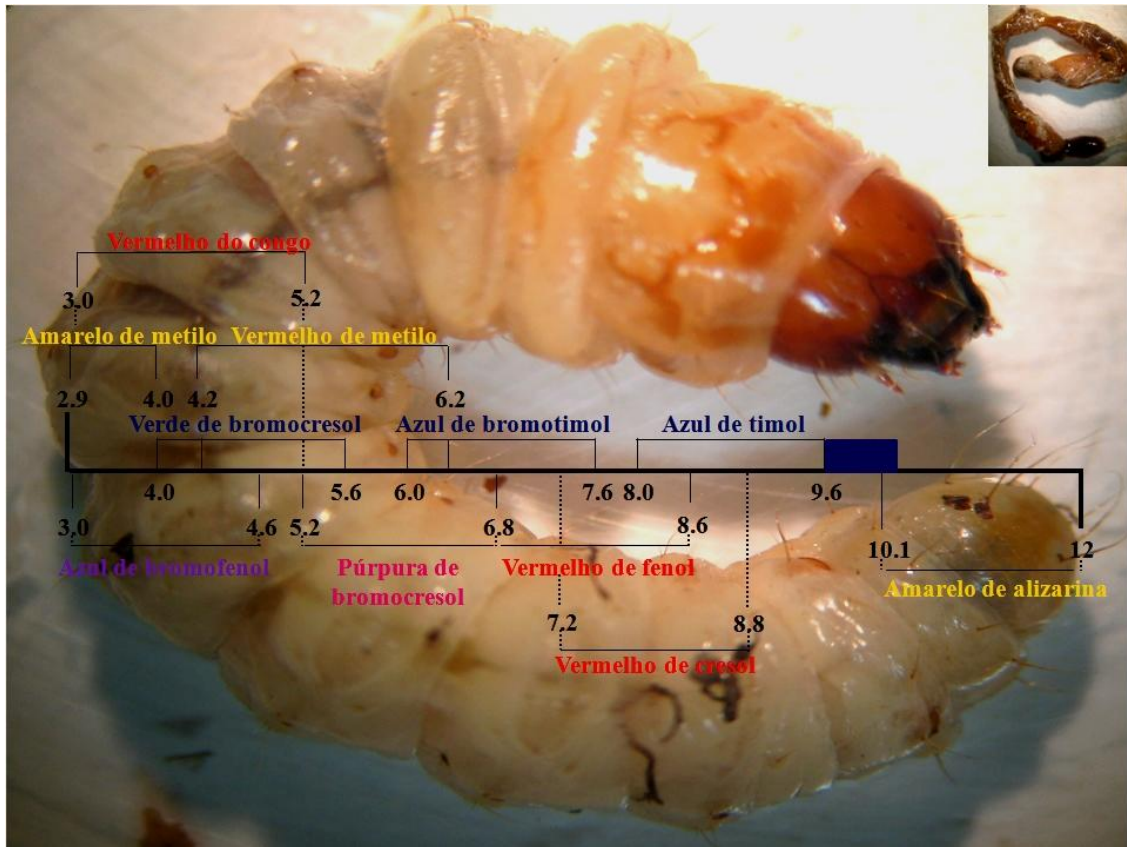 Vermelho do congo
3.0 5.2
Amarelo de metilo Vermelho de metilo
2.9 4.0 4.2 6.2
Verde de bromocresol Azul de bromotimol Azul de timol
4.0 5.6 6.0 7.6 8.0 9.6
3.0 4.6 5.2 6.8 8.6 10.1 12
Azul de bromofenol Púrpura de Vermelho de fenol Amarelo de alizarina
bromocresol
7.2 8.8
Vermelho de cresol